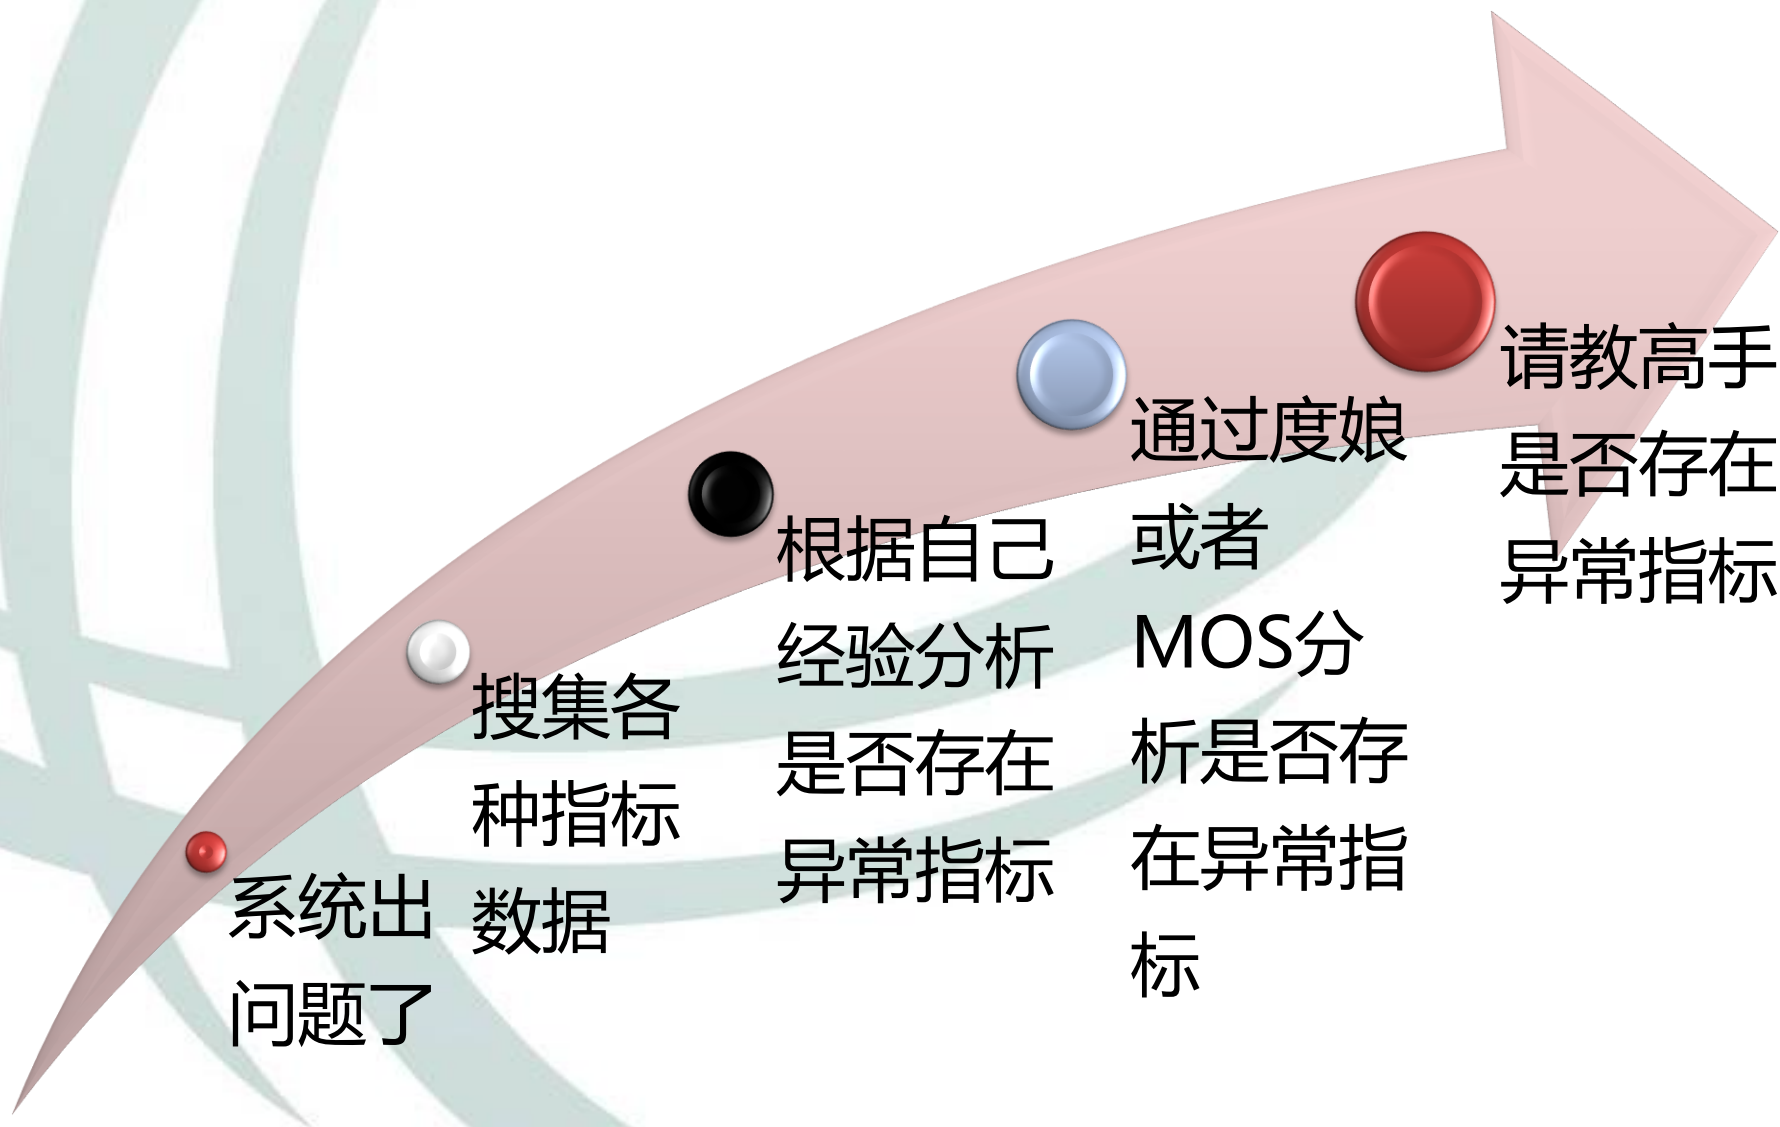 系统出
问题了
搜集各
种指标
数据
根据自己
经验分析
是否存在
异常指标
通过度娘
或者
MOS分
析是否存
在异常指
标
请教高手
是否存在
异常指标